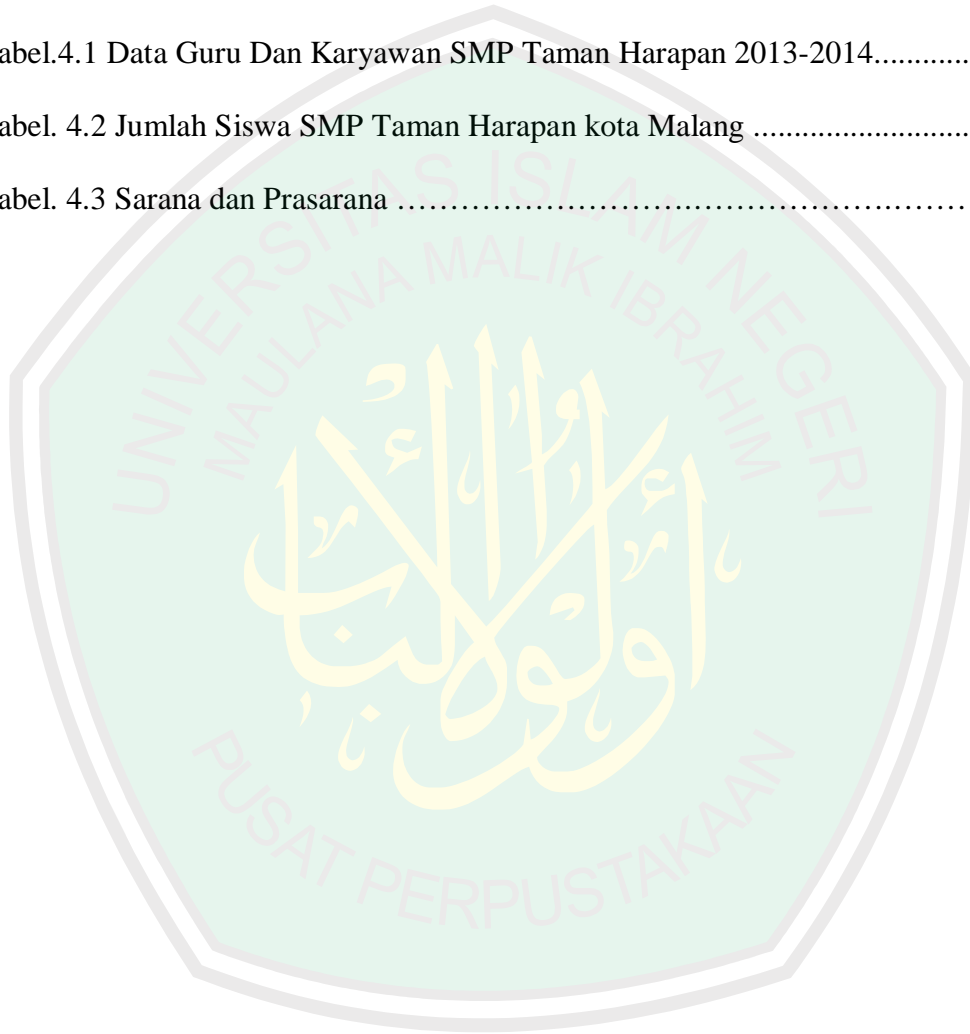 abel.4.1 Data Guru Dan Karyawan SMP Taman Harapan 2013-2014............
abel. 4.2 Jumlah Siswa SMP Taman Harapan kota Malang ...........................
abel. 4.3 Sarana dan Prasarana ……………………………………………………
UNIVERSITAS ISLAM NEGERI
MAULANA MALIK IBRAHIM
أولوا الألباب
PUSAT PERPUSTAKAAN